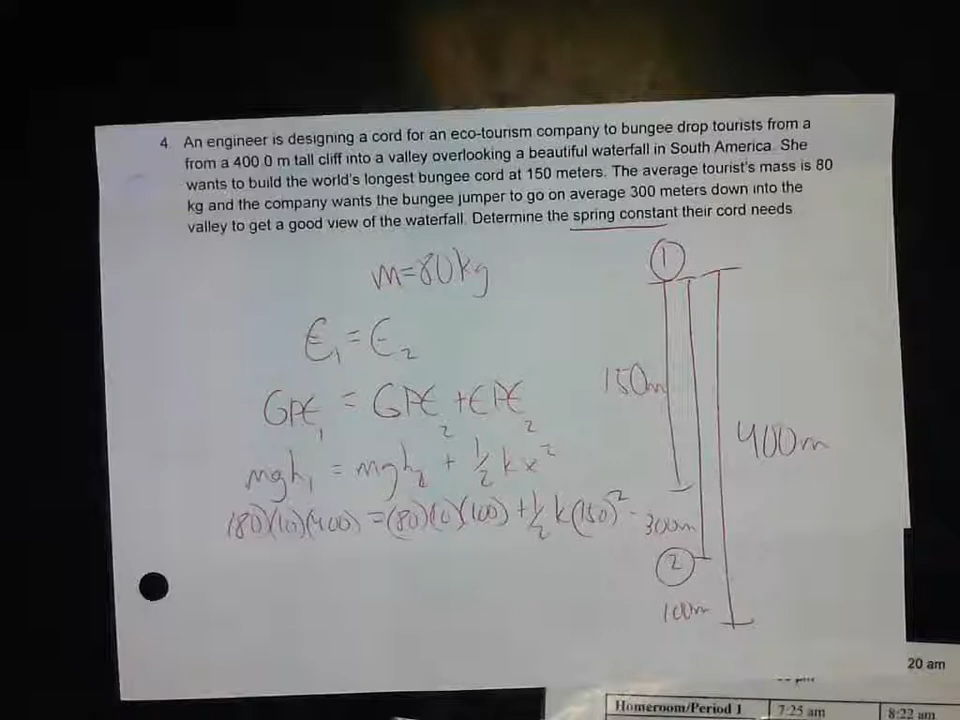 4. An engineer is designing a cord for an eco-tourism company to bungee drop tourists from a
from a 400.0 m tall cliff into a valley overlooking a beautiful waterfall in South America. She
wants to build the world's longest bungee cord at 150 meters. The average tourist's mass is 80
kg and the company wants the bungee jumper to go on average 300 meters down into the
valley to get a good view of the waterfall. Determine the spring constant their cord needs
m=80kg
E₁ = E₂
GPE₁ = GPE₂ + EPE₂
mgh₁ = mgh₂ + ½kx²
(80)(10)(400) = (80)(10)(100) + ½ k(150)²
1
150m
400m
300m
2
100m
20 am
Homeroom/Period 1 7:25 am 8:22 am